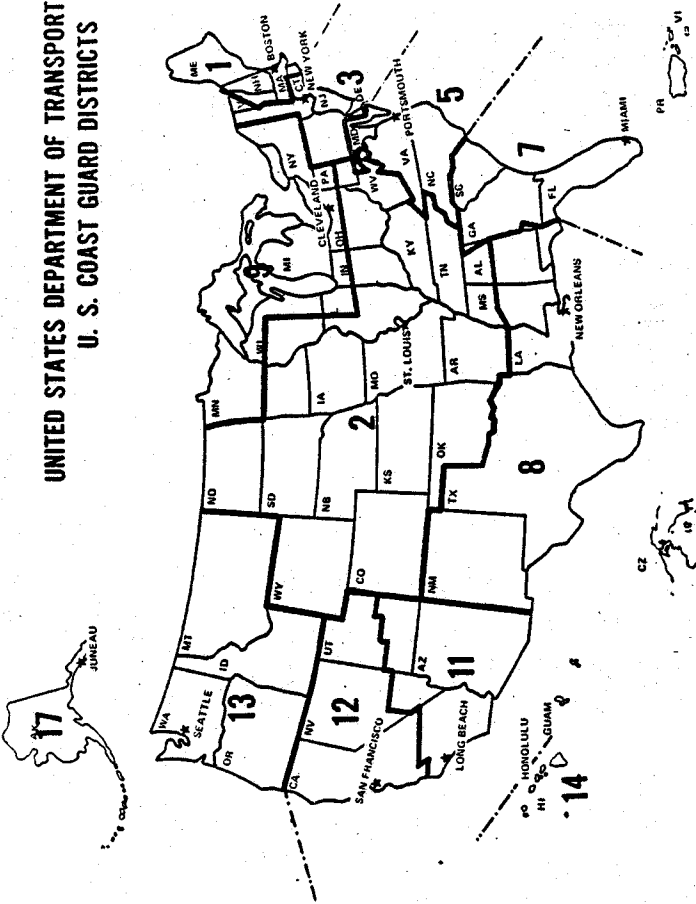 UNITED STATES DEPARTMENT OF TRANSPORT
U. S. COAST GUARD DISTRICTS
17
JUNEAU
WA
SEATTLE
13
OR
MT
ID
ND
MN
WI
SD
WY
9
MI
NY
ME
1
NH
MA
BOSTON
CT
NEW YORK
NJ
3
DE
MD
PA
CLEVELAND
OH
IN
IA
2
NB
CA
NV
12
UT
CO
KS
MO
ST. LOUIS
KY
WV
VA
PORTSMOUTH
5
NC
TN
SAN FRANCISCO
AZ
11
NM
TX
OK
AR
MS
AL
GA
SC
7
LONG BEACH
8
LA
NEW ORLEANS
FL
MIAMI
HONOLULU
HI
14
GUAM
CZ
PR
VI